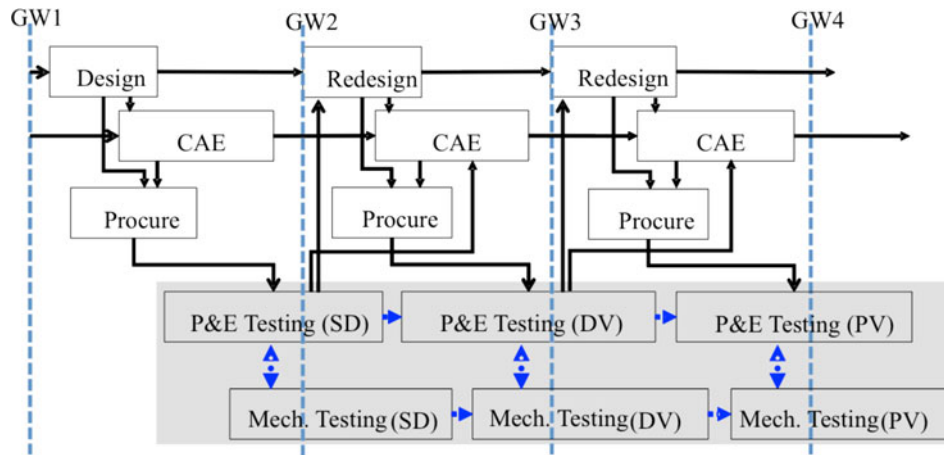 GW1 GW2 GW3 GW4
Design Redesign Redesign
CAE CAE CAE
Procure Procure Procure
P&E Testing (SD) P&E Testing (DV) P&E Testing (PV)
Mech. Testing (SD) Mech. Testing(DV) Mech. Testing(PV)